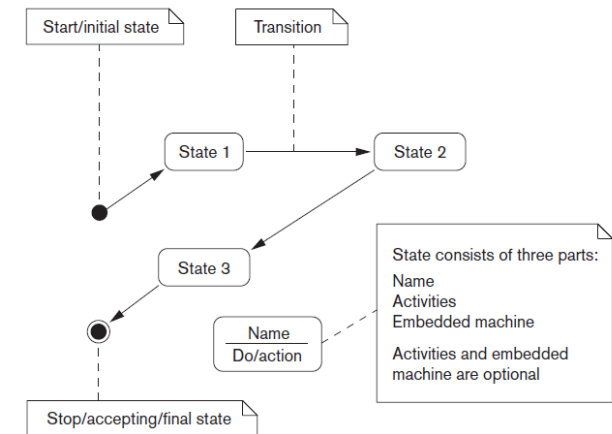 Start/initial state
Transition
State 1
State 2
State 3
State consists of three parts:
Name
Activities
Embedded machine
Activities and embedded
machine are optional
Name
Do/action
Stop/accepting/final state